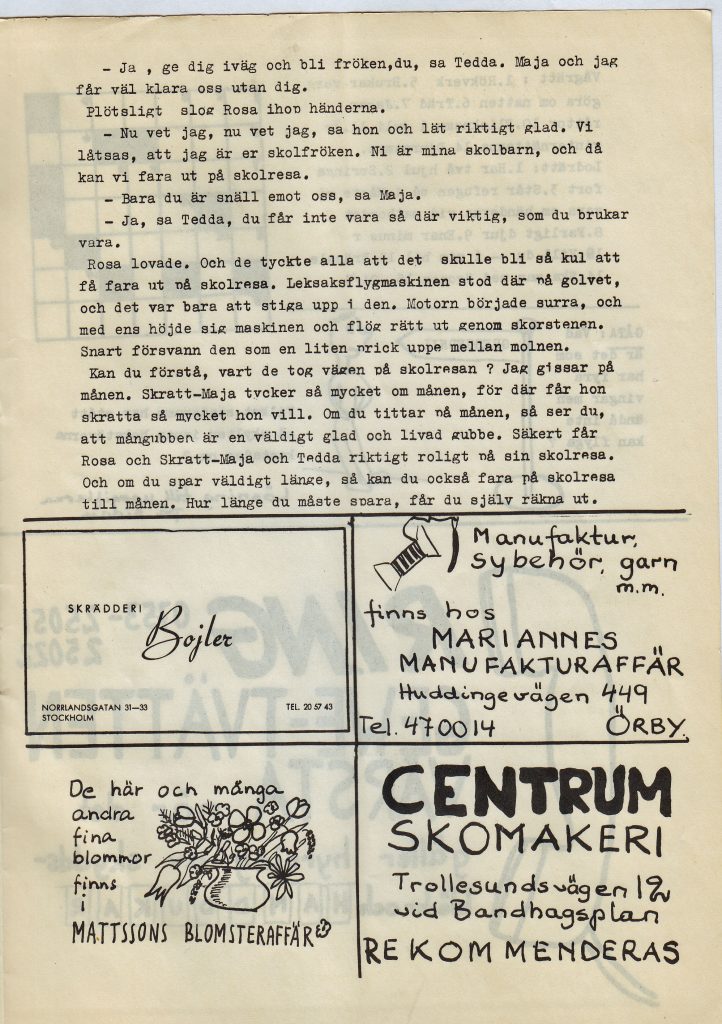 - Ja , ge dig iväg och bli fröken,du, sa Tedda. Maja och jag
får väl klara oss utan dig.
Plötsligt slog Rosa ihop händerna.
- Nu vet jag, nu vet jag, sa hon och lät riktigt glad. Vi
låtsas, att jag är er skolfröken. Ni är mina skolbarn, och då
kan vi fara ut på skolresa.
- Bara du är snäll emot oss, sa Maja.
- Ja, sa Tedda, du får inte vara så där viktig, som du brukar
vara.
Rosa lovade. Och de tyckte alla att det skulle bli så kul att
få fara ut på skolresa. Leksaksflygmaskinen stod där på golvet,
och det var bara att stiga upp i den. Motorn började surra, och
med ens höjde sig maskinen och flög rätt ut genom skorstenen.
Snart försvann den som en liten prick uppe mellan molnen.
Kan du förstå, vart de tog vägen på skolresan ? Jag gissar på
månen. Skratt-Maja tycker så mycket om månen, för där får hon
skratta så mycket hon vill. Om du tittar på månen, så ser du,
att mångubben är en väldigt glad och livad gubbe. Säkert får
Rosa och Skratt-Maja och Tedda riktigt roligt på sin skolresa.
Och om du spar väldigt länge, så kan du också fara på skolresa
till månen. Hur länge du måste spara, får du själv räkna ut.
SKRÄDDERI
Bojler
NORRLANDSGATAN 31-33
STOCKHOLM
TEL. 20 57 43
Manufaktur,
sybehör, garn
m.m.
finns hos
MARIANNES
MANUFAKTURAFFÄR
Huddingevägen 449
Tel. 470014 ÖRBY.
De här och många
andra
fina
blommor
finns
i
MATTSSONS BLOMSTERAFFÄR
CENTRUM
SKOMAKERI
Trollesundsvägen 12
vid Bandhagsplan
REKOMMENDERAS